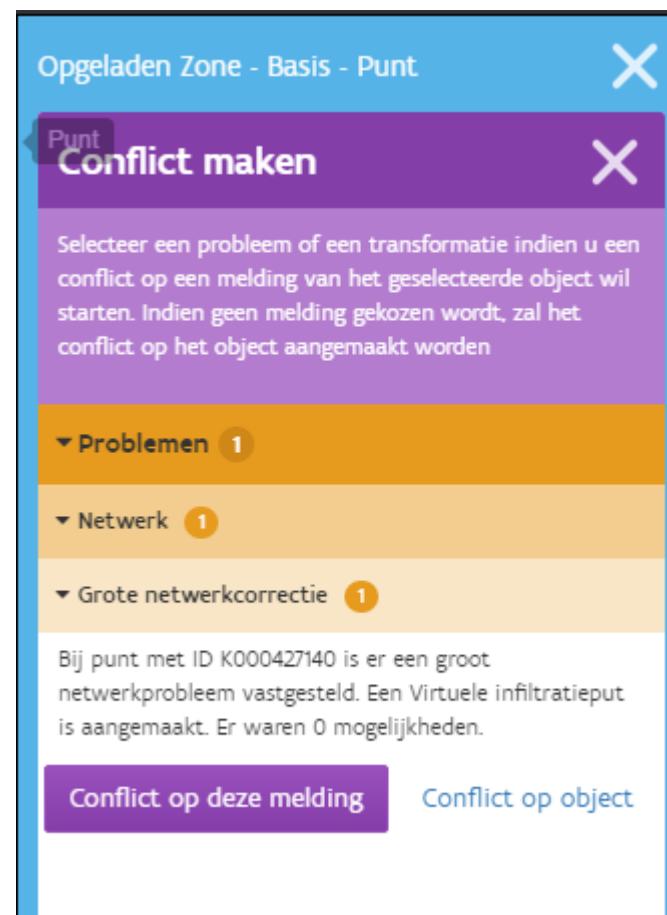 Opgeladen Zone - Basis - Punt
Punt
Conflict maken
Selecteer een probleem of een transformatie indien u een
conflict op een melding van het geselecteerde object wil
starten. Indien geen melding gekozen wordt, zal het
conflict op het object aangemaakt worden
Problemen 1
Netwerk 1
Grote netwerkcorrectie 1
Bij punt met ID K000427140 is er een groot
netwerkprobleem vastgesteld. Een Virtuele infiltratieput
is aangemaakt. Er waren 0 mogelijkheden.
Conflict op deze melding Conflict op object